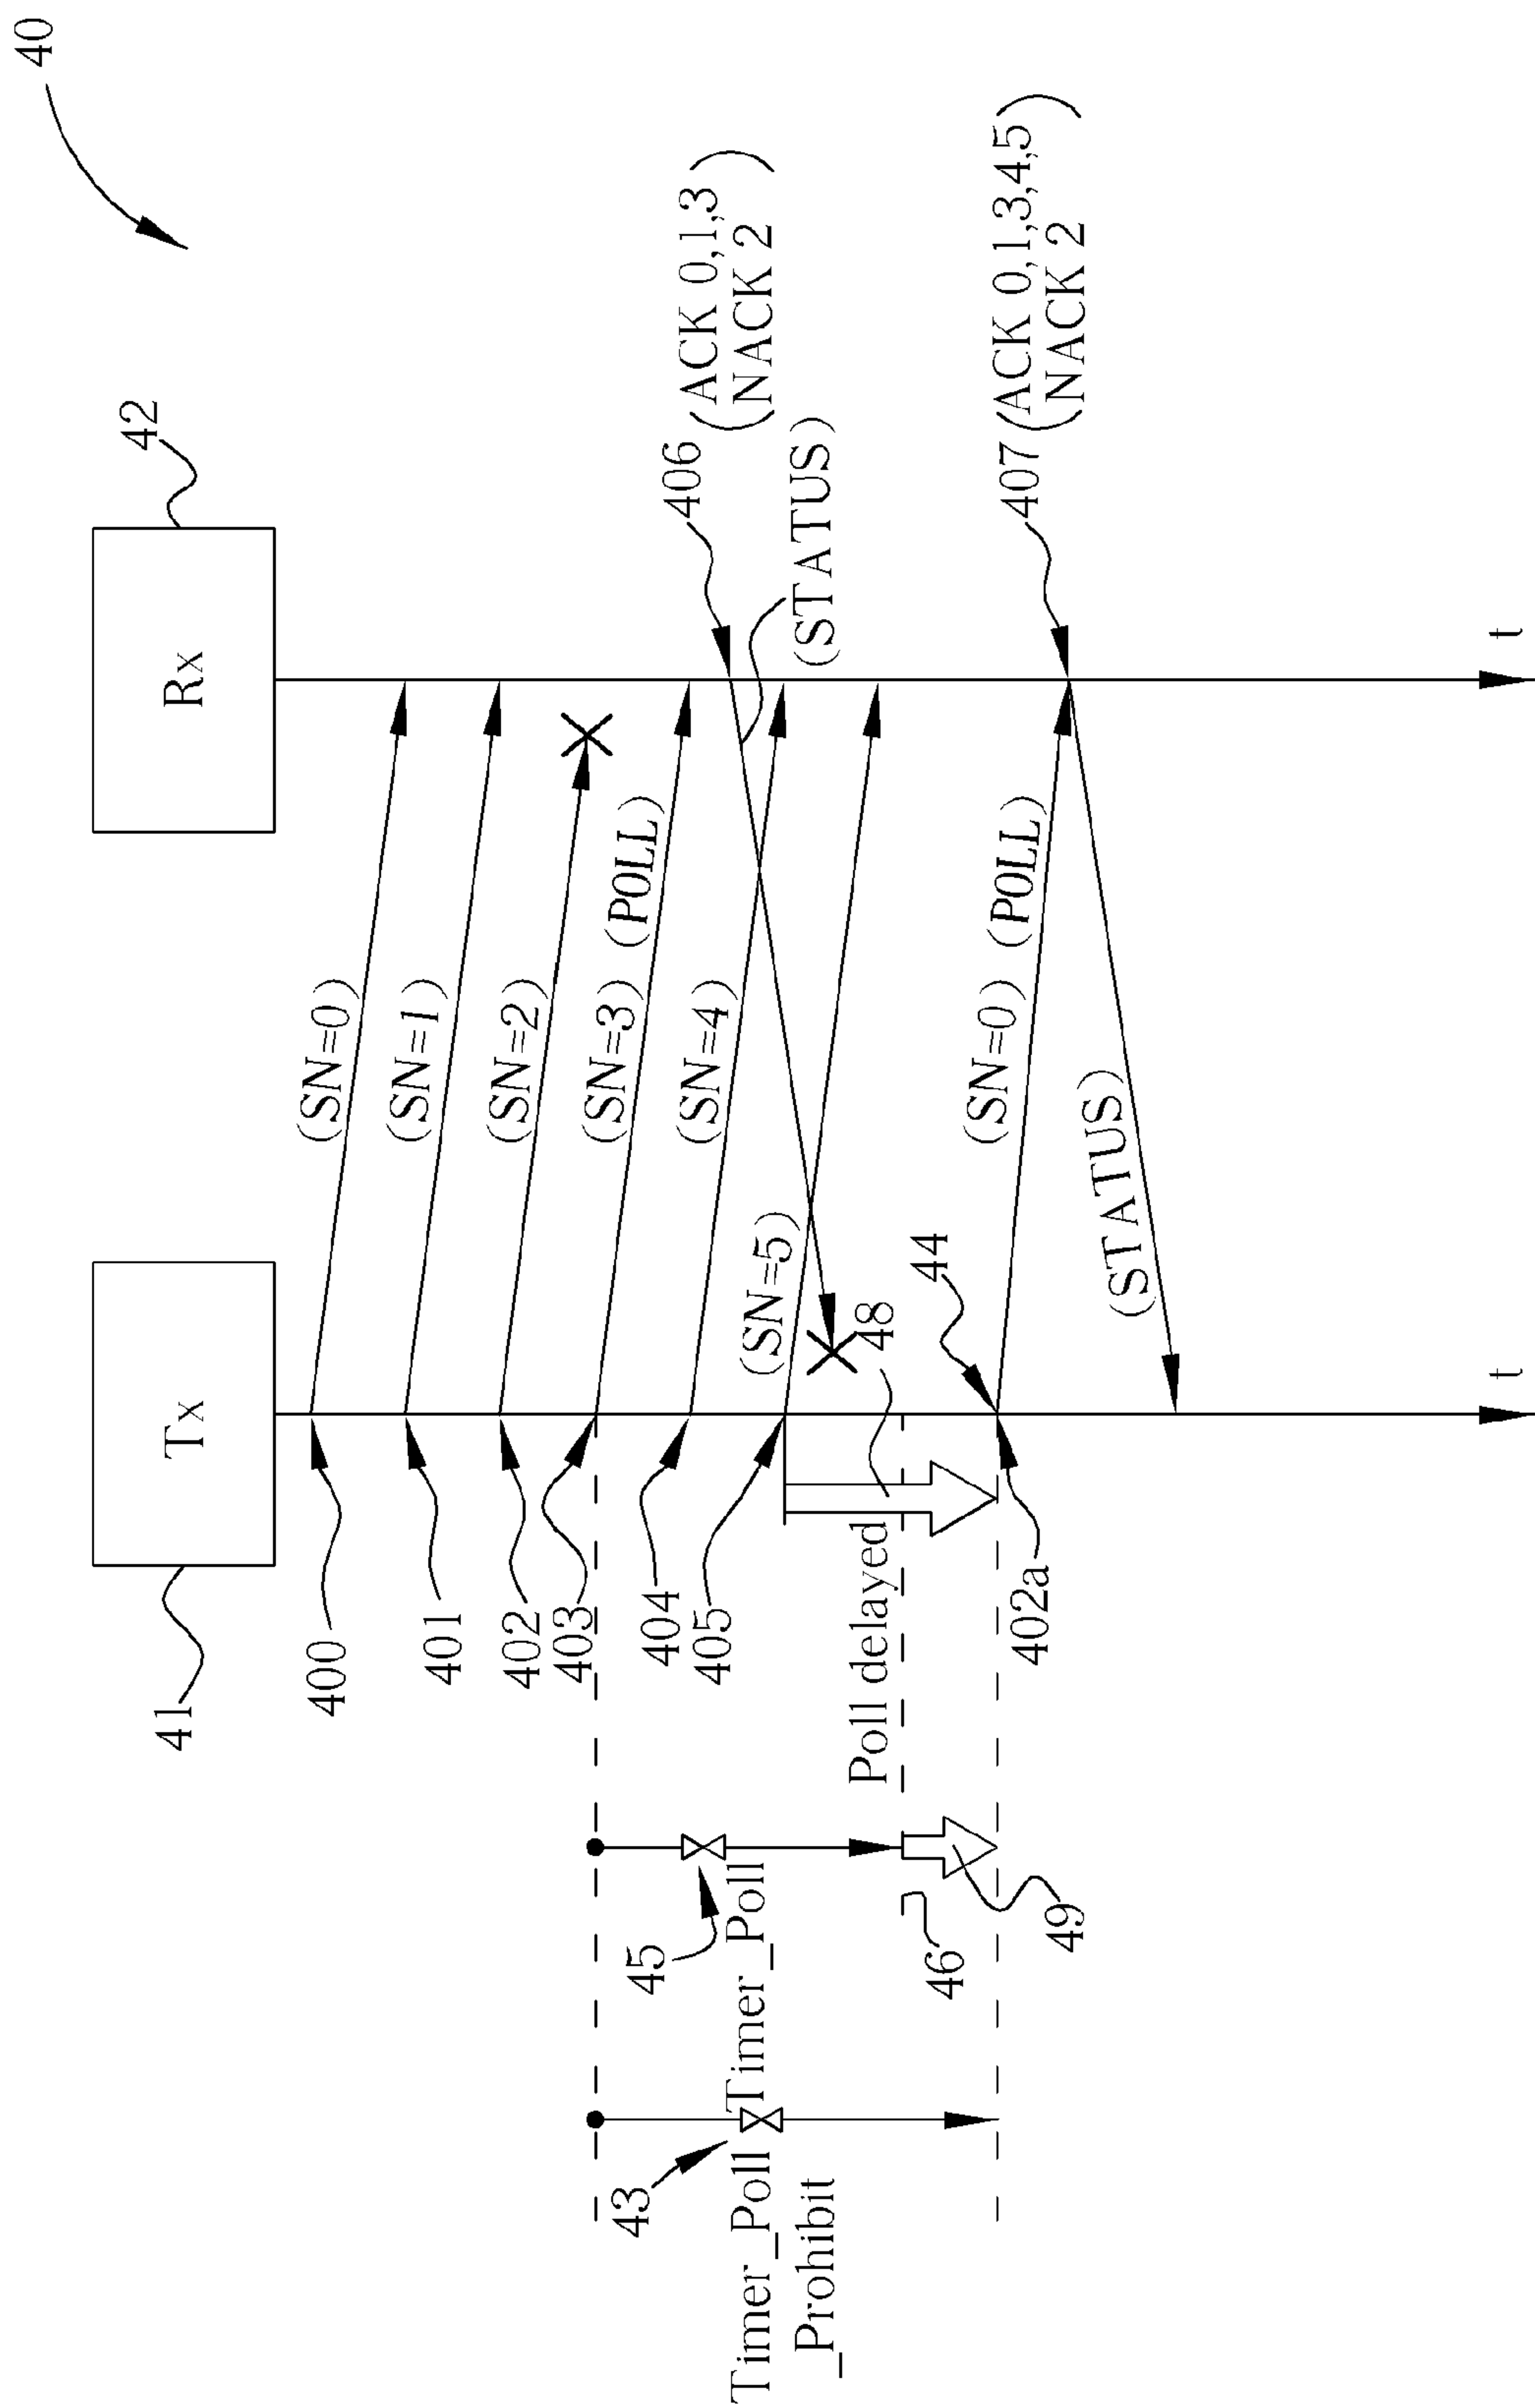 40
Tx
Rx
41
42
400
401
402
403
404
405
(SN=0)
(SN=1)
(SN=2)
(SN=3) (POLL)
(SN=4)
(SN=5)
406
(ACK 0,1,3
NACK 2)
(STATUS)
43
Timer_Poll
_Prohibit
45
Timer_Poll
46
49
Poll delayed
48
44
402a
(SN=0) (POLL)
407
(ACK 0,1,3,4,5
NACK 2)
(STATUS)
t
t